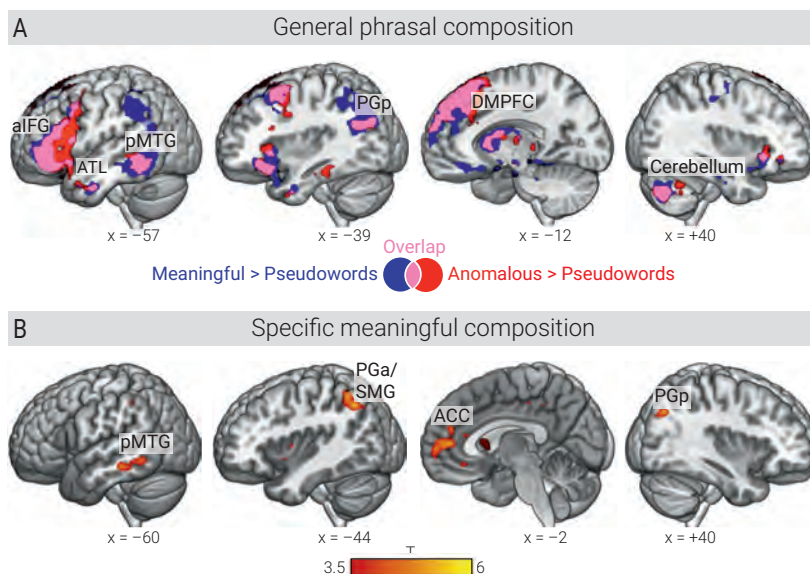 A General phrasal composition
aIFG
ATL
pMTG
PGp
DMPFC
Cerebellum
x = −57
x = −39
x = −12
x = +40
Overlap
Meaningful > Pseudowords
Anomalous > Pseudowords
B Specific meaningful composition
pMTG
PGa/
SMG
ACC
PGp
x = −60
x = −44
x = −2
x = +40
T
3.5
6